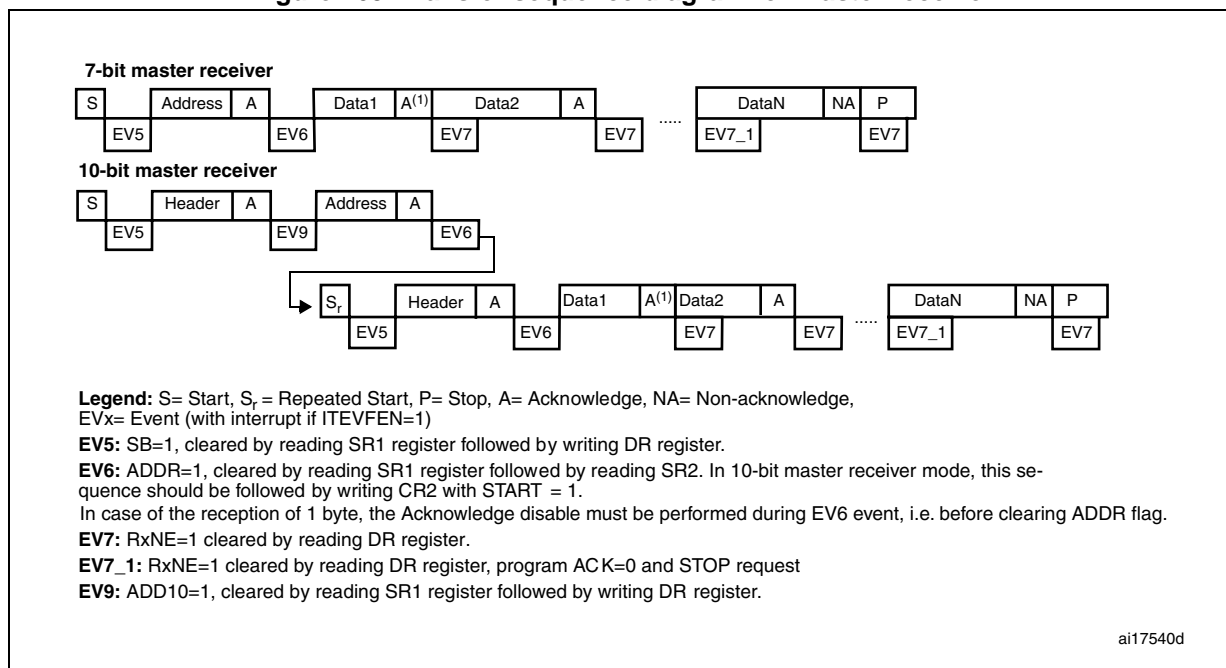 7-bit master receiver
S Address A Data1 A(1) Data2 A ..... DataN NA P
EV5 EV6 EV7 EV7 EV7_1 EV7
10-bit master receiver
S Header A Address A
EV5 EV9 EV6
Sr Header A Data1 A(1) Data2 A ..... DataN NA P
EV5 EV6 EV7 EV7 EV7_1 EV7
Legend: S= Start, Sr = Repeated Start, P= Stop, A= Acknowledge, NA= Non-acknowledge,
EVx= Event (with interrupt if ITEVFEN=1)
EV5: SB=1, cleared by reading SR1 register followed by writing DR register.
EV6: ADDR=1, cleared by reading SR1 register followed by reading SR2. In 10-bit master receiver mode, this se-
quence should be followed by writing CR2 with START = 1.
In case of the reception of 1 byte, the Acknowledge disable must be performed during EV6 event, i.e. before clearing ADDR flag.
EV7: RxNE=1 cleared by reading DR register.
EV7_1: RxNE=1 cleared by reading DR register, program ACK=0 and STOP request
EV9: ADD10=1, cleared by reading SR1 register followed by writing DR register.
ai17540d